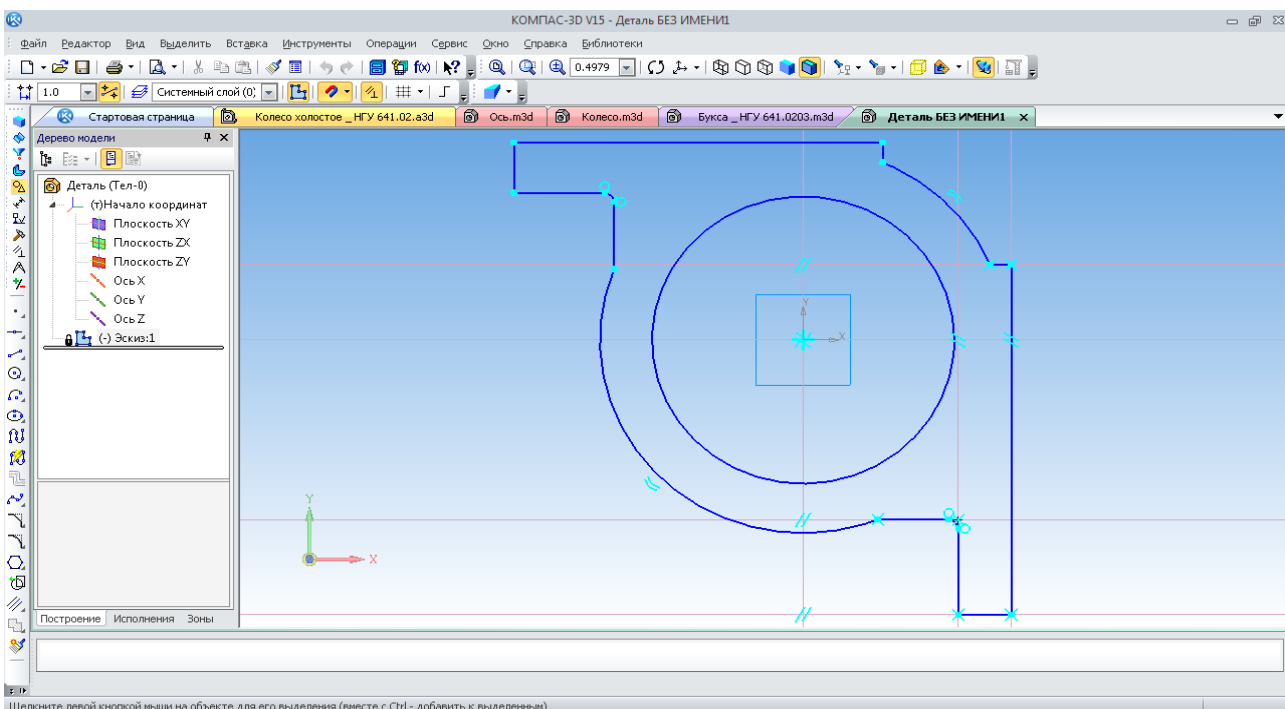 КОМПАС-3D V15 - Деталь БЕЗ ИМЕНИ1
Файл Редактор Вид Выделить Вставка Инструменты Операции Сервис Окно Справка Библиотеки
f(x) 0.4979
1.0 Системный слой (0;
Стартовая страница Колесо холостое _ НГУ 641.02.a3d Ось.m3d Колесо.m3d Букса _ НГУ 641.0203.m3d Деталь БЕЗ ИМЕНИ1
Дерево модели
Деталь (Тел-0)
(т)Начало координат
Плоскость XY
Плоскость ZX
Плоскость ZY
Ось X
Ось Y
Ось Z
(-) Эскиз:1
Y
X
Y
X
Построение Исполнения Зоны
Щелкните левой кнопкой мыши на объекте для его выделения (вместе с Ctrl - добавить к выделенным)